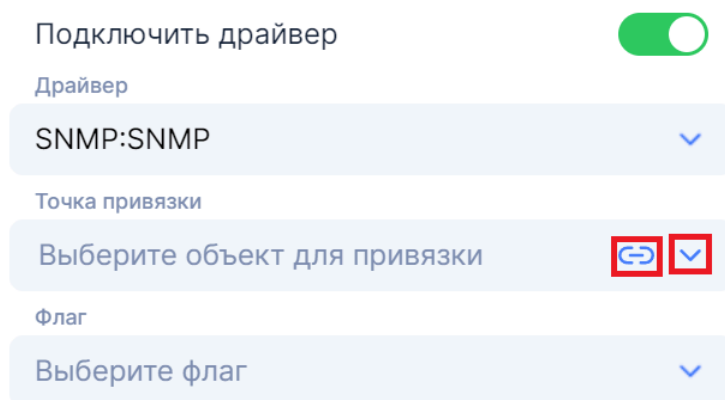 Подключить драйвер
Драйвер
SNMP:SNMP
Точка привязки
Выберите объект для привязки
Флаг
Выберите флаг